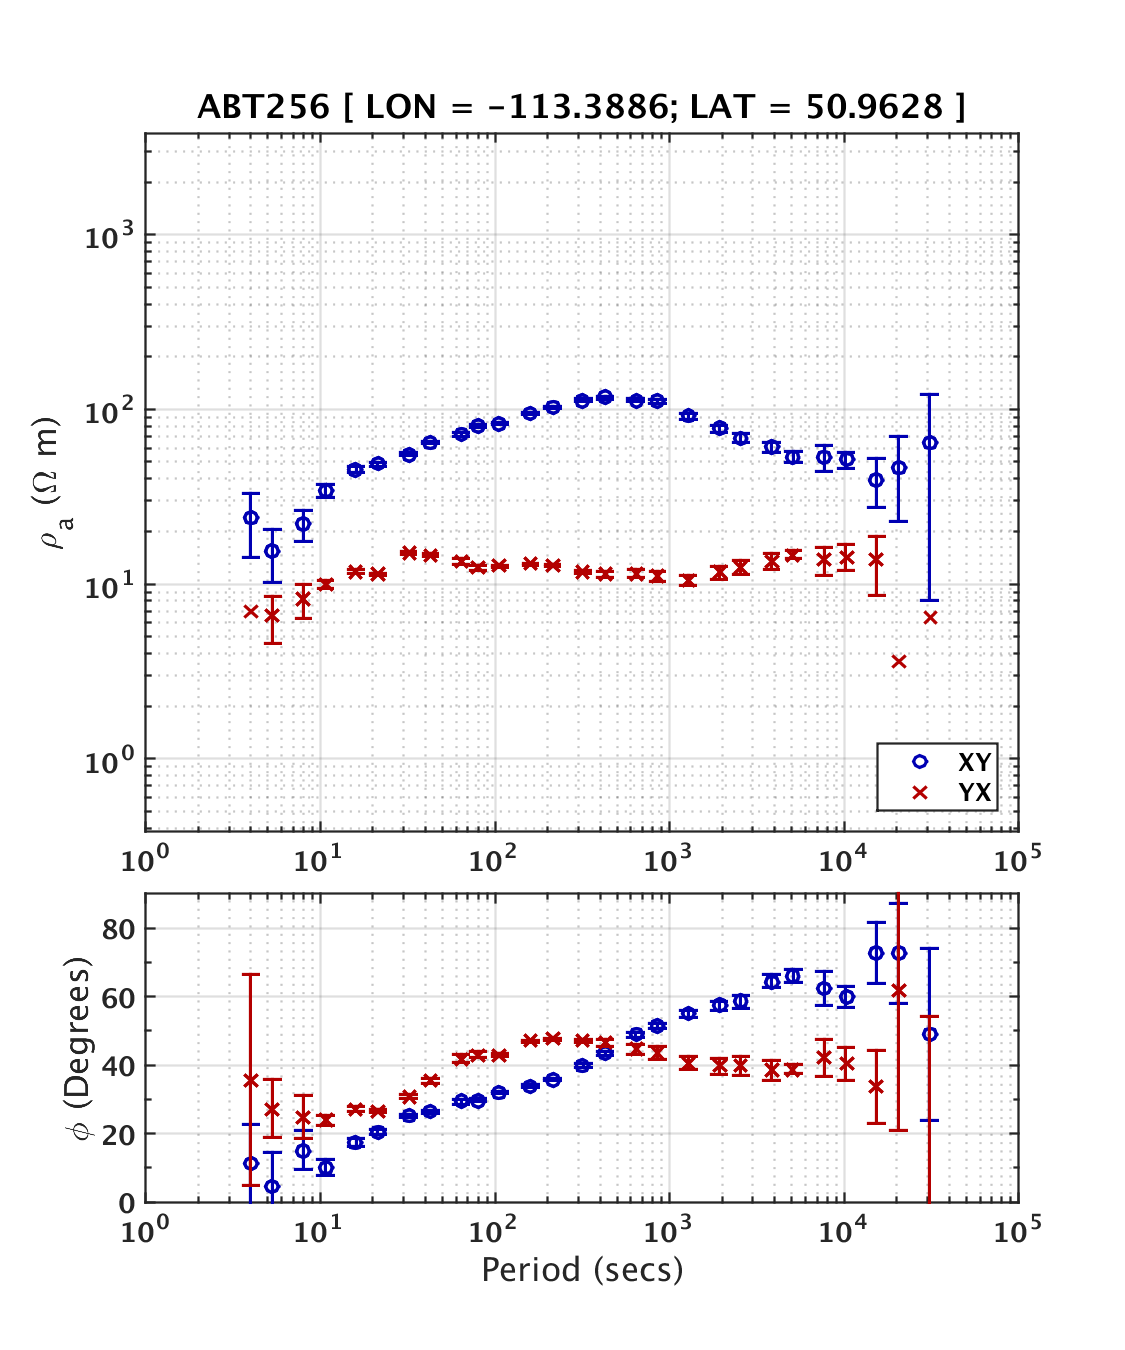 ABT256 [ LON = -113.3886; LAT = 50.9628 ]
10³
10²
10¹
10⁰
ρₐ (Ω m)
XY
YX
10⁰ 10¹ 10² 10³ 10⁴ 10⁵
80
60
40
20
0
ϕ (Degrees)
10⁰ 10¹ 10² 10³ 10⁴ 10⁵
Period (secs)